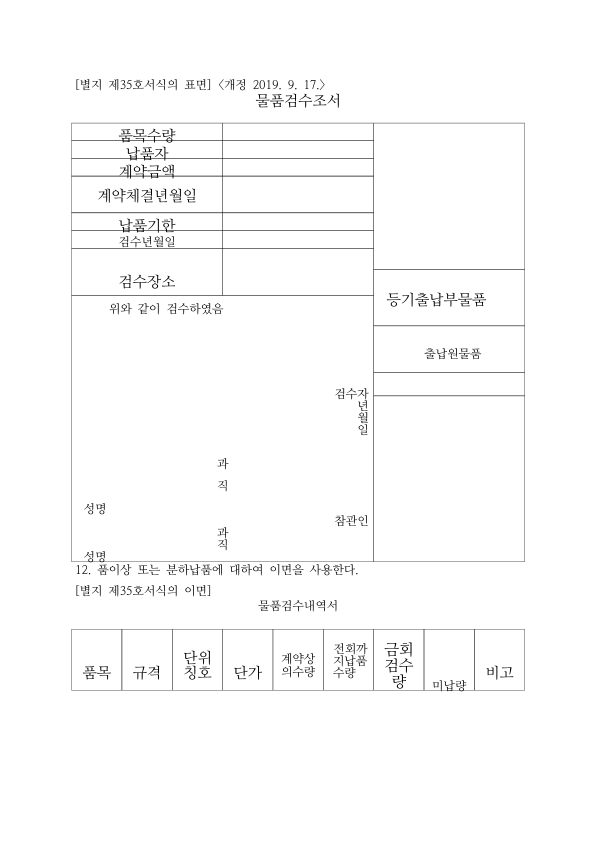 [별지 제35호서식의 표면] 〈개정 2019. 9. 17.〉
물품검수조서
품목수량
납품자
계약금액
계약체결년월일
납품기한
검수년월일
검수장소
등기출납부물품
출납원물품
위와 같이 검수하였음
검수자
년
월
일
과
직
성명
참관인
과
직
성명
12. 품이상 또는 분하납품에 대하여 이면을 사용한다.
[별지 제35호서식의 이면]
물품검수내역서
품목
규격
단위
칭호
단가
계약상
의수량
전회까
지납품
수량
금회
검수
량
미납량
비고